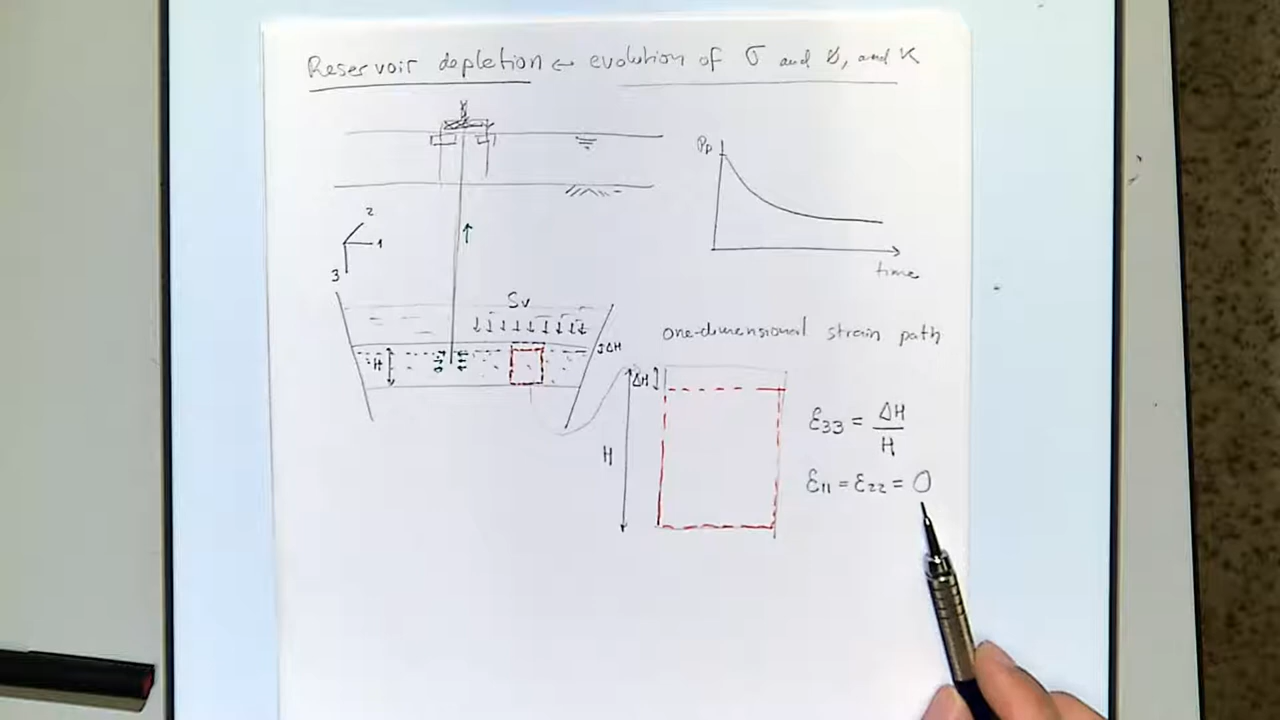 Reservoir depletion ↔ evolution of σ and ϕ, and K
Pp
time
2
1
3
Sv
H
ΔH
one-dimensional strain path
ΔH
H
ε33 = ΔH / H
ε11 = ε22 = 0